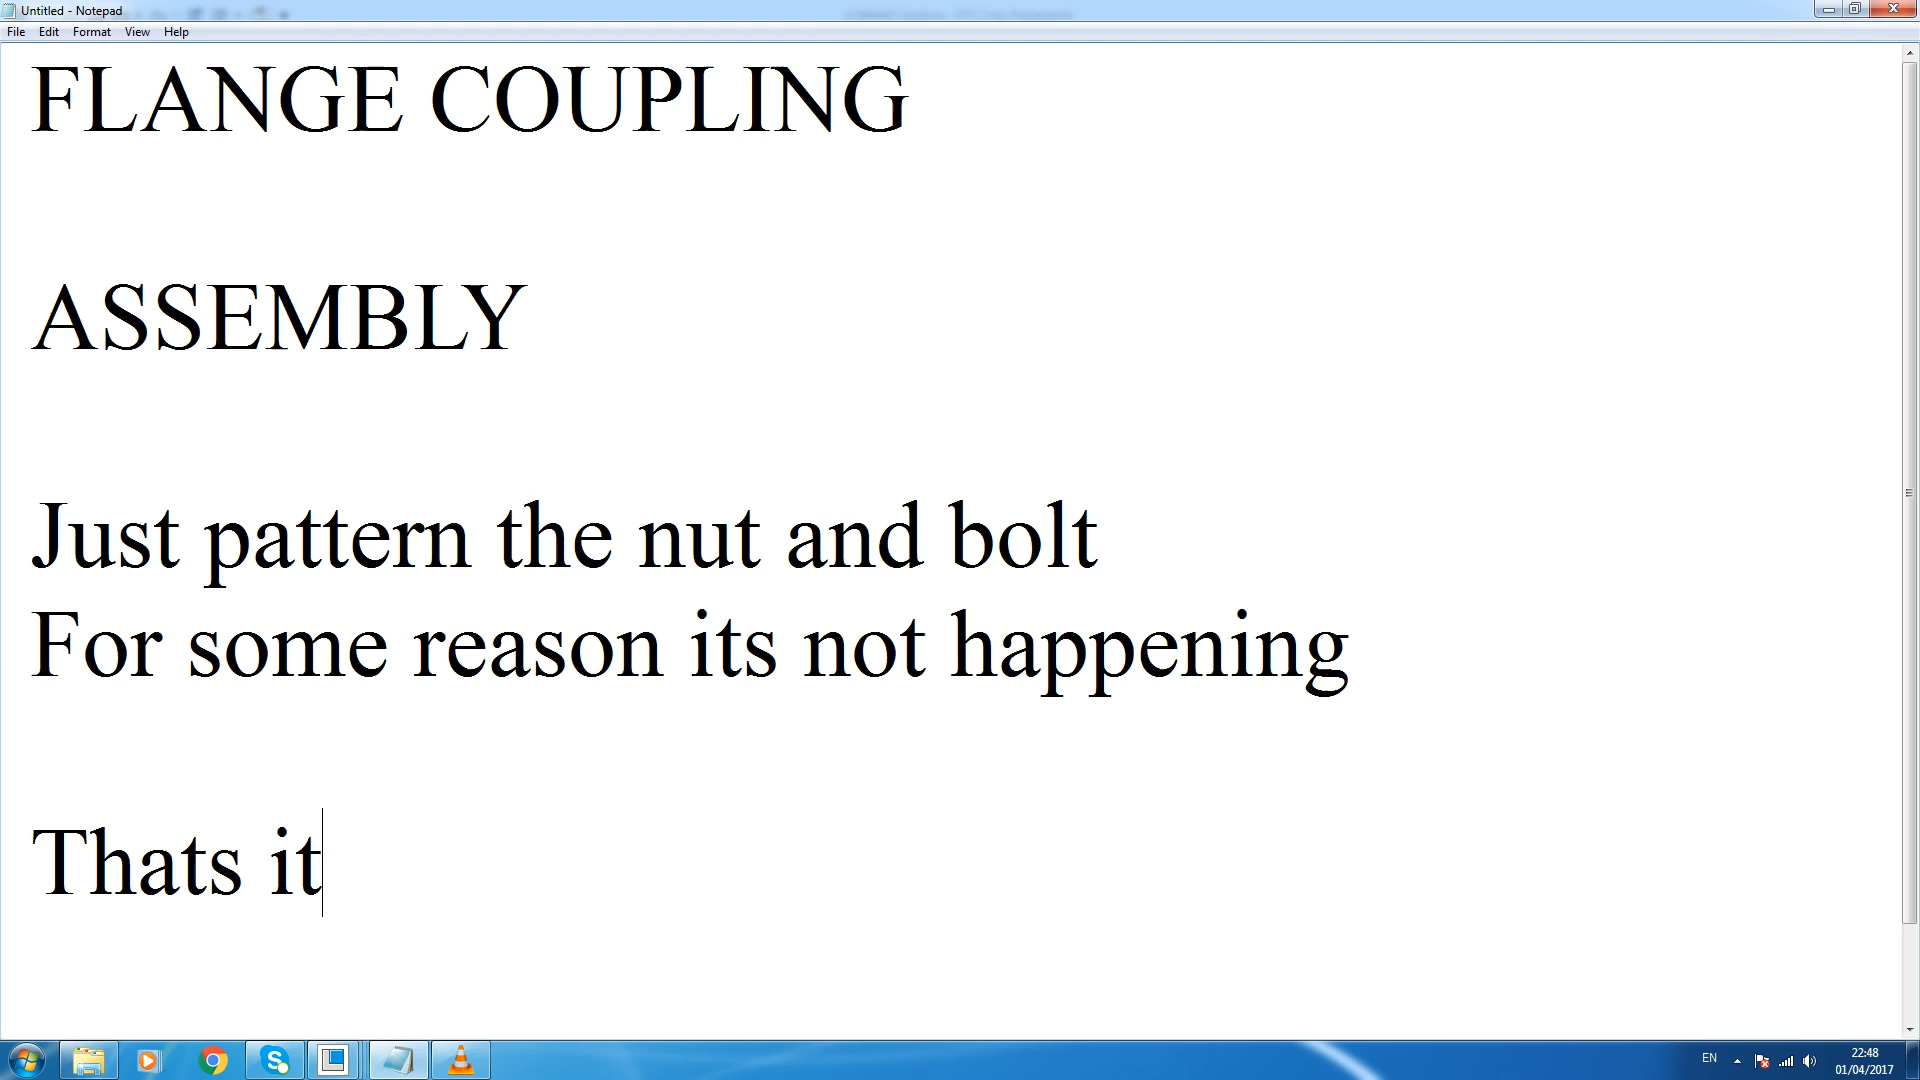 Untitled - Notepad
File Edit Format View Help
FLANGE COUPLING
ASSEMBLY
Just pattern the nut and bolt
For some reason its not happening
Thats it
EN
22:48
01/04/2017